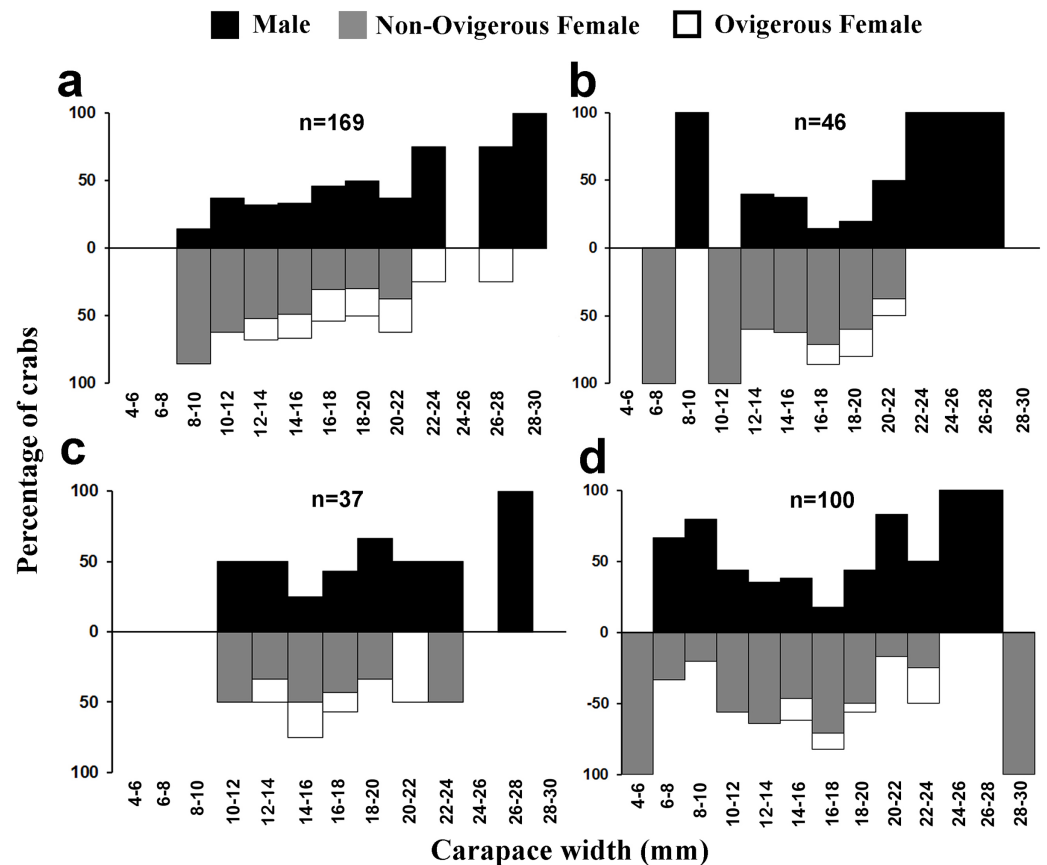 Male Non-Ovigerous Female Ovigerous Female
a
n=169
100
50
0
50
100
4-6 6-8 8-10 10-12 12-14 14-16 16-18 18-20 20-22 22-24 24-26 26-28 28-30
b
n=46
100
50
0
50
100
4-6 6-8 8-10 10-12 12-14 14-16 16-18 18-20 20-22 22-24 24-26 26-28 28-30
Percentage of crabs
c
n=37
100
50
0
50
100
4-6 6-8 8-10 10-12 12-14 14-16 16-18 18-20 20-22 22-24 24-26 26-28 28-30
d
n=100
100
50
0
-50
100
4-6 6-8 8-10 10-12 12-14 14-16 16-18 18-20 20-22 22-24 24-26 26-28 28-30
Carapace width (mm)